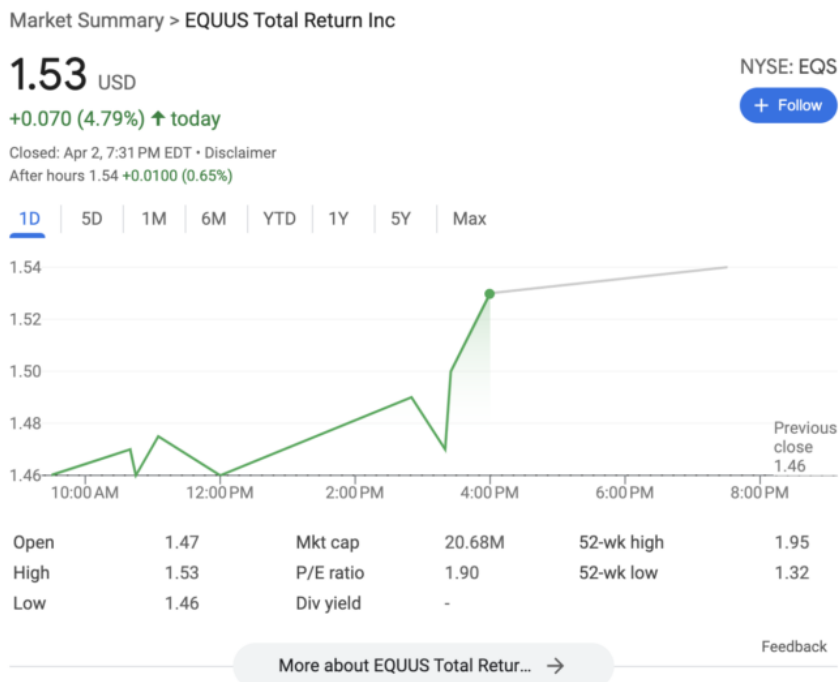 Market Summary > EQUUS Total Return Inc
1.53 USD
NYSE: EQS
+0.070 (4.79%) ↑ today
+ Follow
Closed: Apr 2, 7:31 PM EDT • Disclaimer
After hours 1.54 +0.0100 (0.65%)
1D 5D 1M 6M YTD 1Y 5Y Max
1.54
1.52
1.50
1.48
Previous
close
1.46
1.46
10:00 AM 12:00 PM 2:00 PM 4:00 PM 6:00 PM 8:00 PM
Open 1.47 Mkt cap 20.68M 52-wk high 1.95
High 1.53 P/E ratio 1.90 52-wk low 1.32
Low 1.46 Div yield -
Feedback
More about EQUUS Total Retur... →